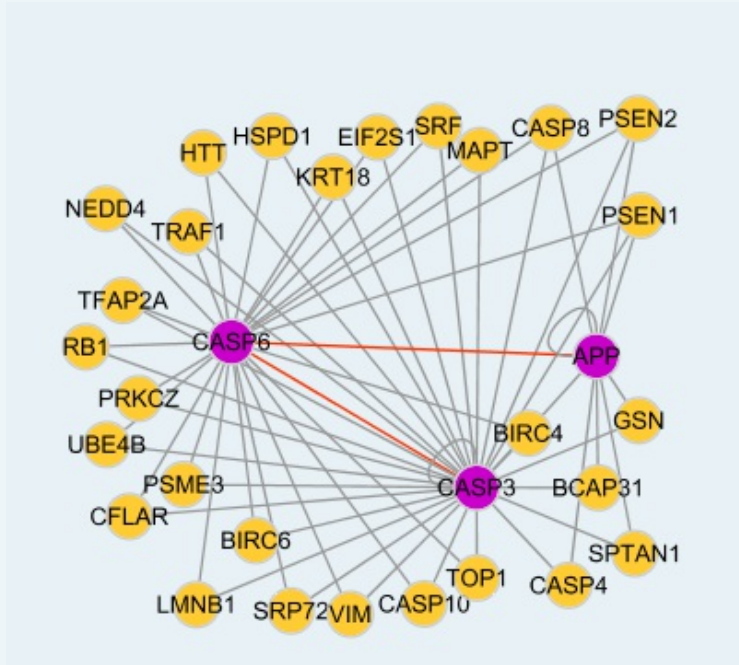 PSEN2
SRF
CASP8
HSPD1
EIF2S1
HTT
MAPT
KRT18
NEDD4
PSEN1
TRAF1
TFAP2A
RB1
CASP6
APP
PRKCZ
GSN
BIRC4
UBE4B
PSME3
CASP3
BCAP31
CFLAR
BIRC6
SPTAN1
TOP1
CASP4
LMNB1
SRP72
VIM
CASP10